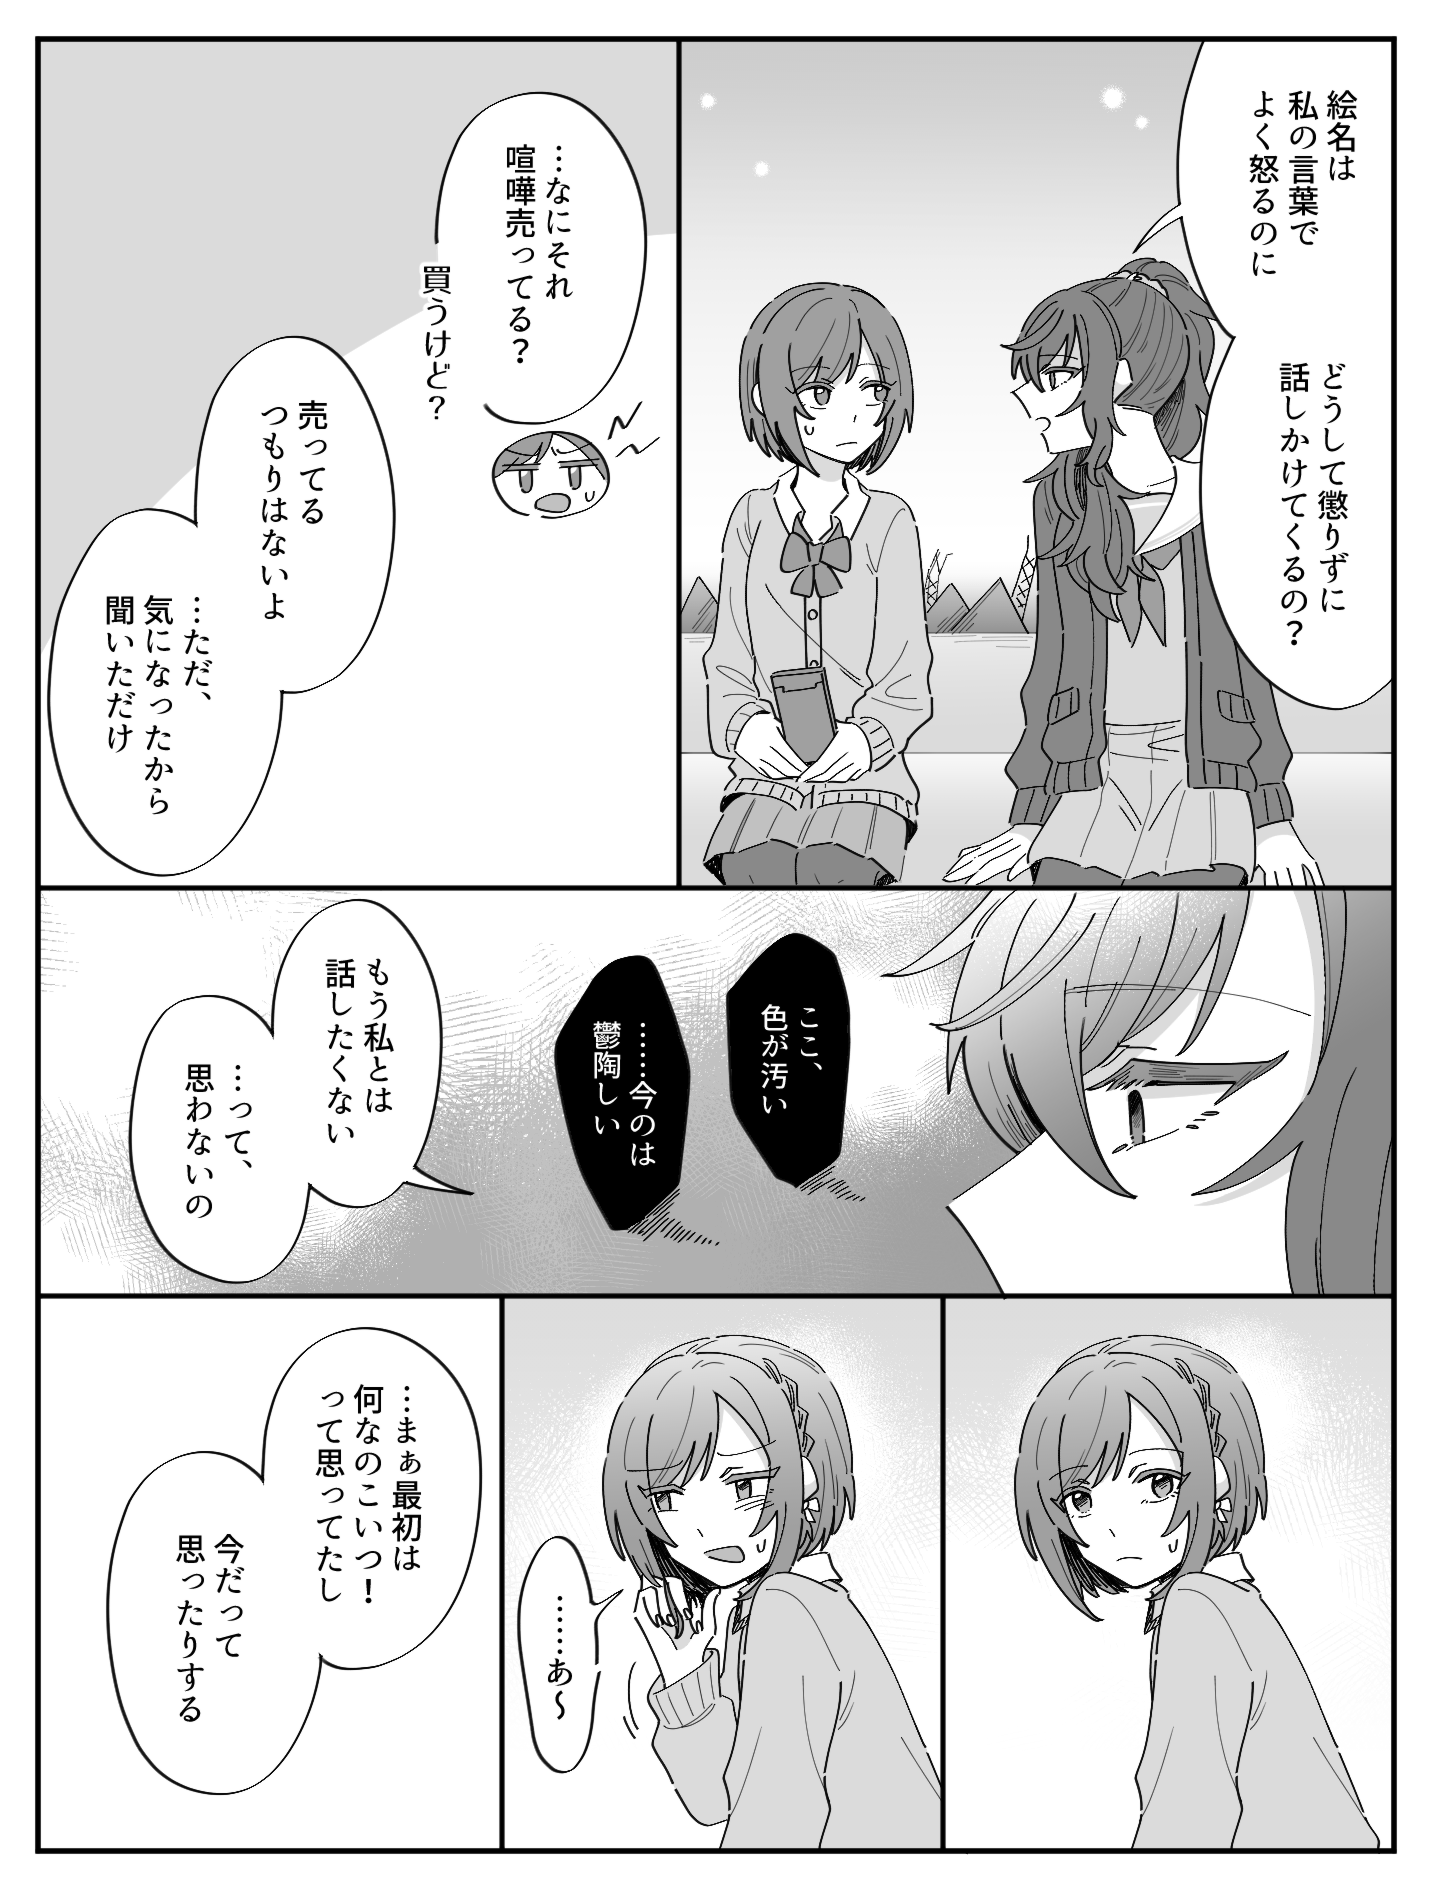 絵名は
私の言葉で
よく怒るのに
どうして懲りずに
話しかけてくるの？
…なにそれ
喧嘩売ってる？
買うけど？
売ってる
つもりはないよ
…ただ、
気になったから
聞いただけ
ここ、
色が汚い
……今のは
鬱陶しい
もう私とは
話したくない
…って、
思わないの
……あ〜
…まぁ最初は
何なのこいつ！
って思ってたし
今だって
思ったりする